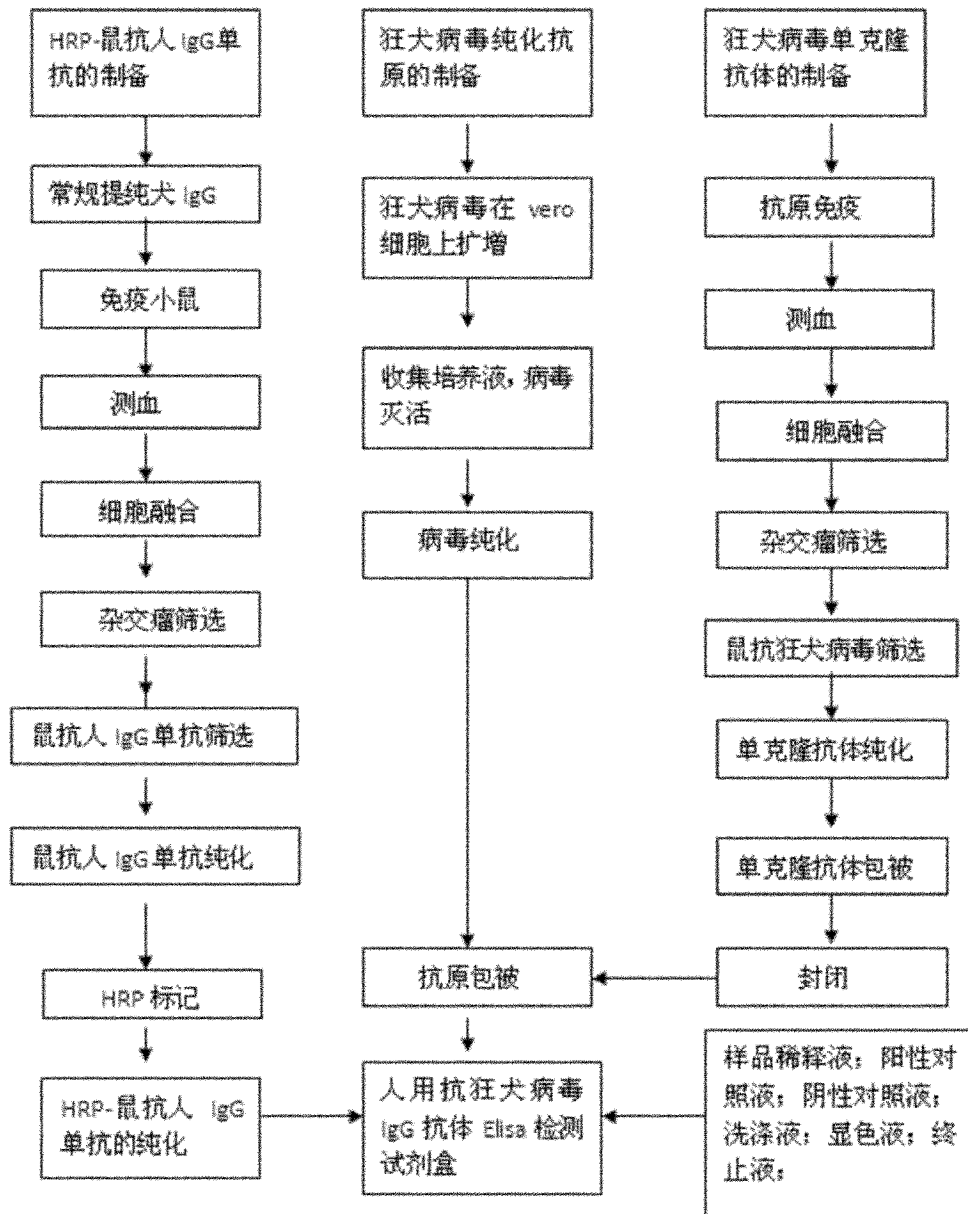 HRP-鼠抗人 IgG 单
抗的制备
常规提纯犬 IgG
免疫小鼠
测血
细胞融合
杂交瘤筛选
鼠抗人 IgG 单抗筛选
鼠抗人 IgG 单抗纯化
HRP 标记
HRP-鼠抗人 IgG
单抗的纯化
狂犬病毒纯化抗
原的制备
狂犬病毒在 vero
细胞上扩增
收集培养液，病毒
灭活
病毒纯化
抗原包被
人用抗狂犬病毒
IgG 抗体 Elisa 检测
试剂盒
狂犬病毒单克隆
抗体的制备
抗原免疫
测血
细胞融合
杂交瘤筛选
鼠抗狂犬病毒筛选
单克隆抗体纯化
单克隆抗体包被
封闭
样品稀释液；阳性对
照液；阴性对照液；
洗涤液；显色液；终
止液；